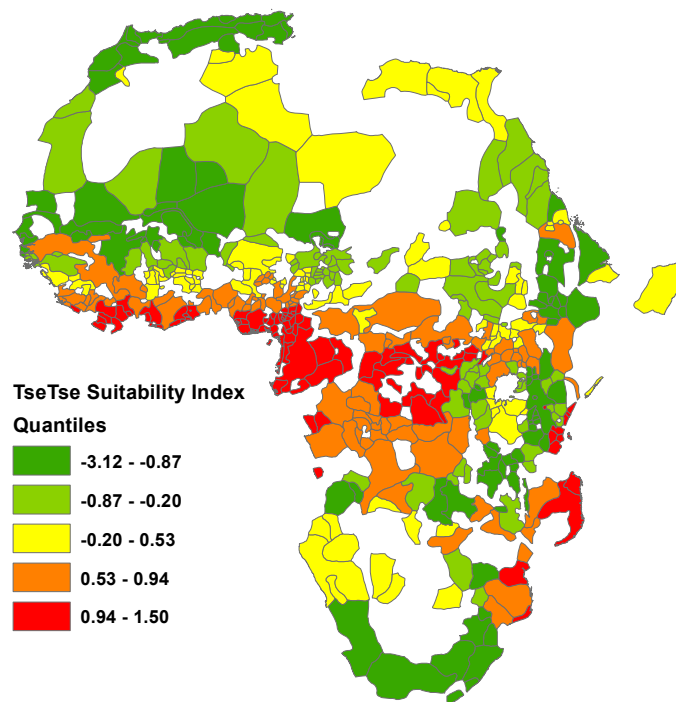 TseTse Suitability Index
Quantiles
-3.12 - -0.87
-0.87 - -0.20
-0.20 - 0.53
0.53 - 0.94
0.94 - 1.50